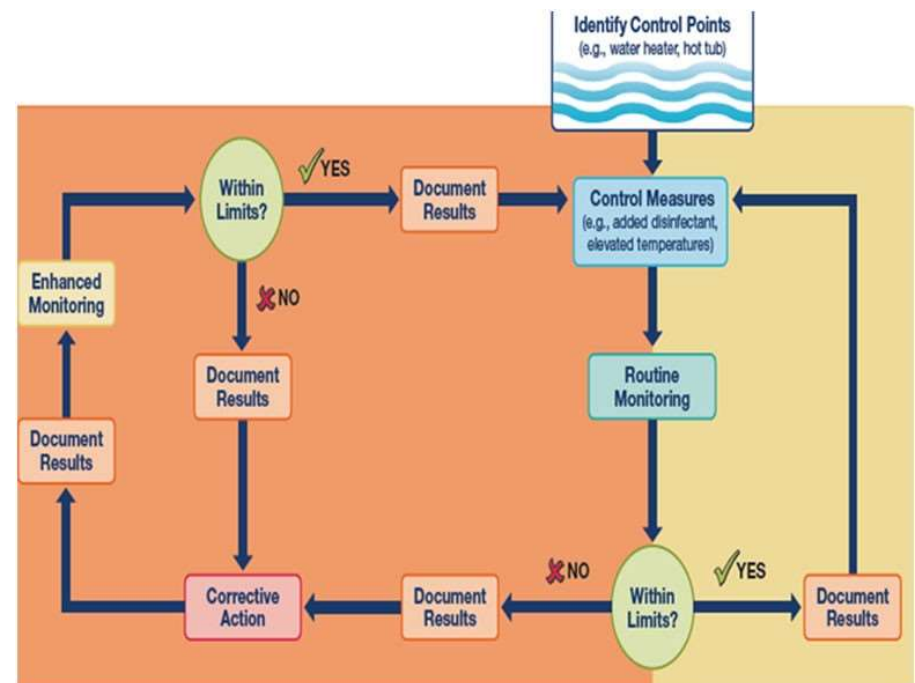 Identify Control Points
(e.g., water heater, hot tub)
Within
Limits?
YES
Document
Results
Control Measures
(e.g., added disinfectant,
elevated temperatures)
Enhanced
Monitoring
NO
Document
Results
Routine
Monitoring
Document
Results
Corrective
Action
Document
Results
NO
Within
Limits?
YES
Document
Results